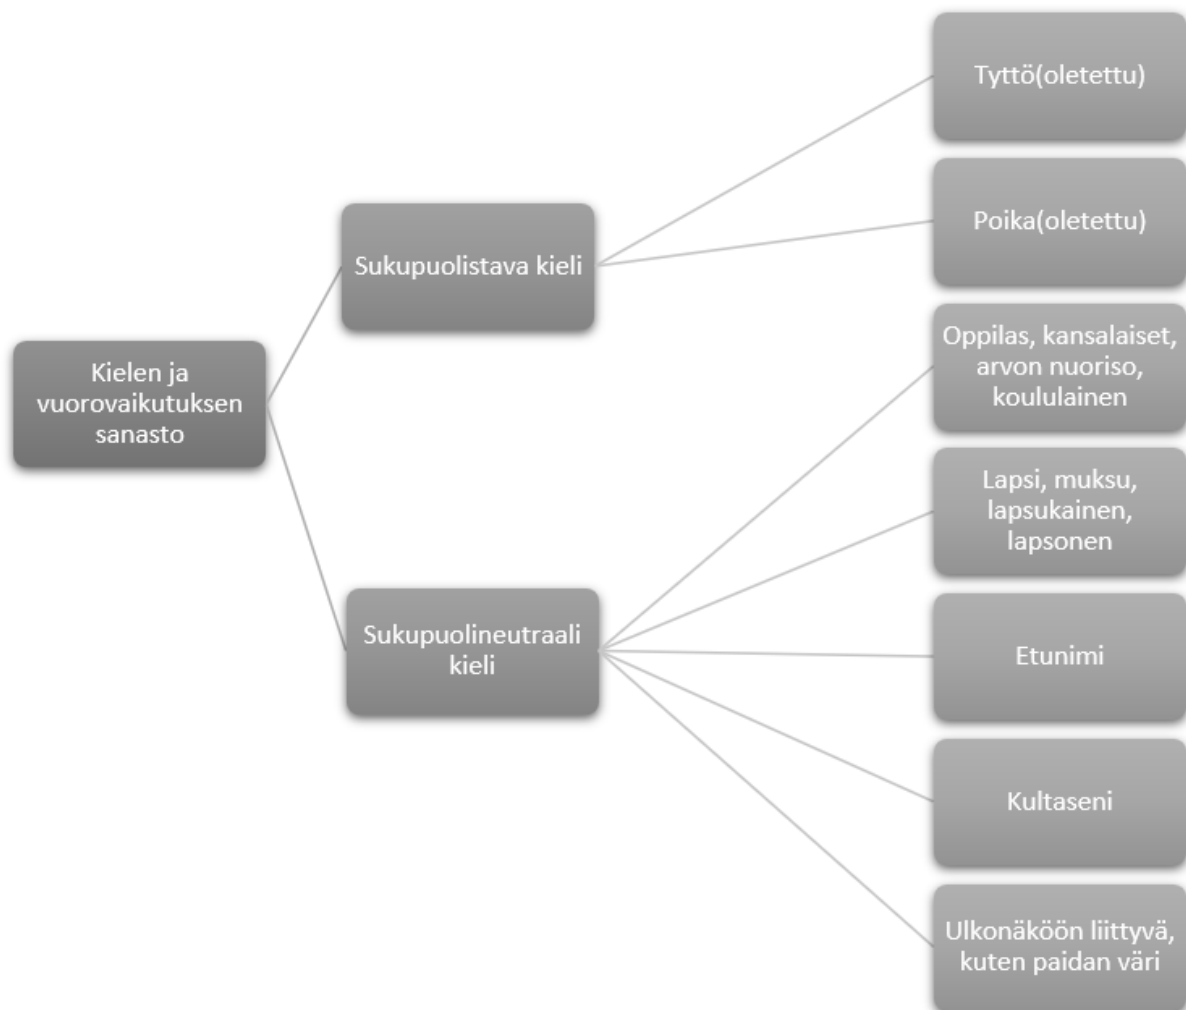 Kielen ja
vuorovaikutuksen
sanasto
Sukupuolistava kieli
Tyttö(oletettu)
Poika(oletettu)
Sukupuolineutraali
kieli
Oppilas, kansalaiset,
arvon nuoriso,
koululainen
Lapsi, muksu,
lapsukainen,
lapsonen
Etunimi
Kultaseni
Ulkonäköön liittyvä,
kuten paidan väri